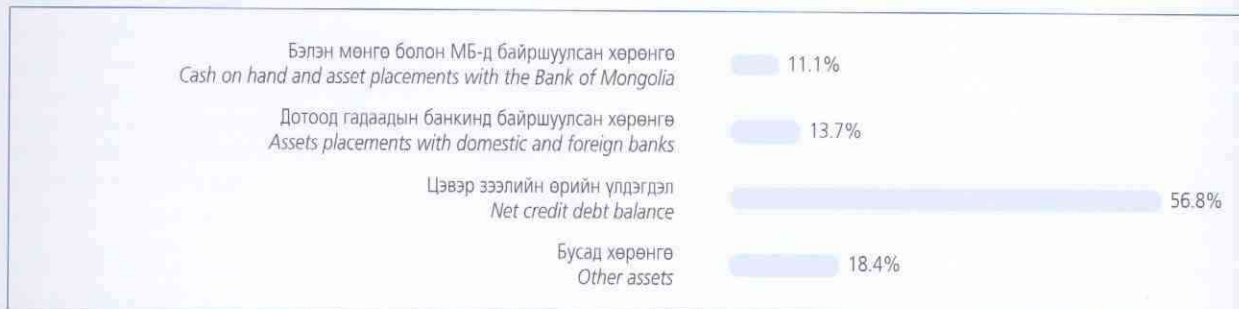 Бэлэн мөнгө болон МБ-д байршуулсан хөрөнгө
Cash on hand and asset placements with the Bank of Mongolia
11.1%
Дотоод гадаадын банкинд байршуулсан хөрөнгө
Assets placements with domestic and foreign banks
13.7%
Цэвэр зээлийн өрийн үлдэгдэл
Net credit debt balance
56.8%
Бусад хөрөнгө
Other assets
18.4%